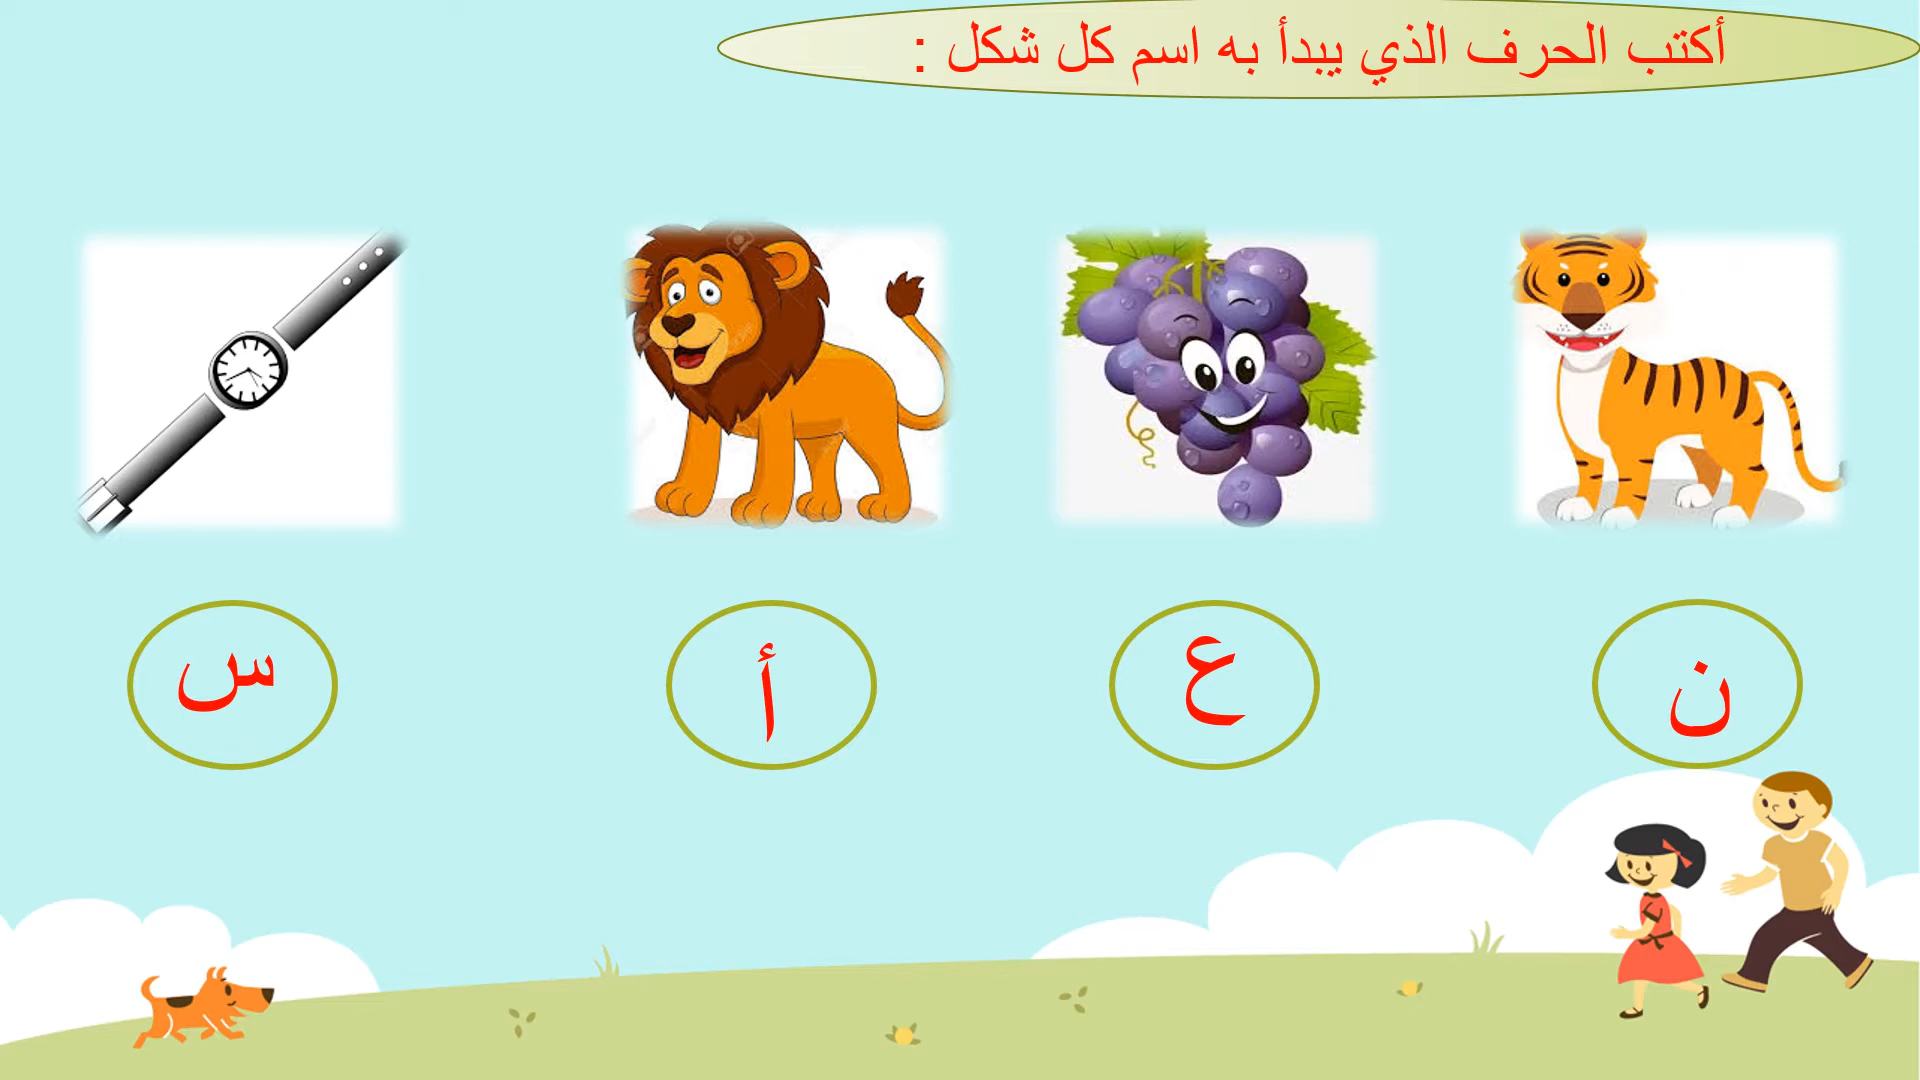 أكتب الحرف الذي يبدأ به اسم كل شكل :
ن ع أ س